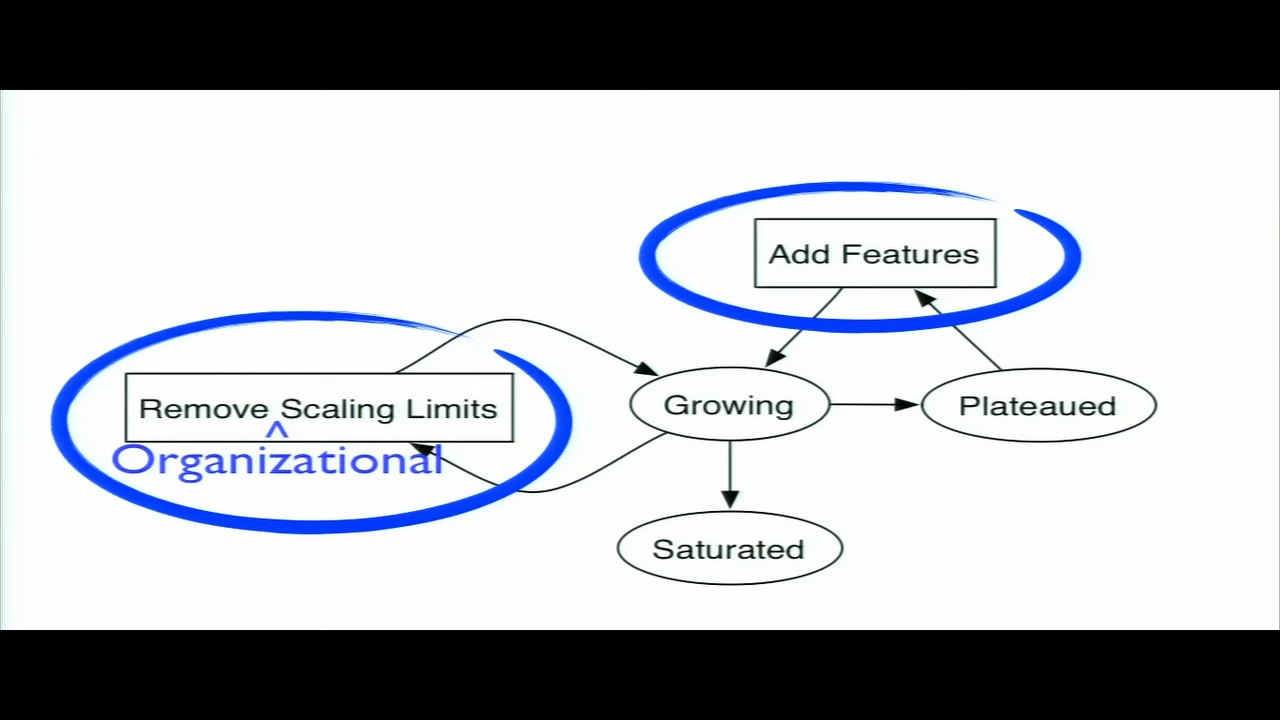 Add Features
Remove Scaling Limits
^
Organizational
Growing
Plateaued
Saturated